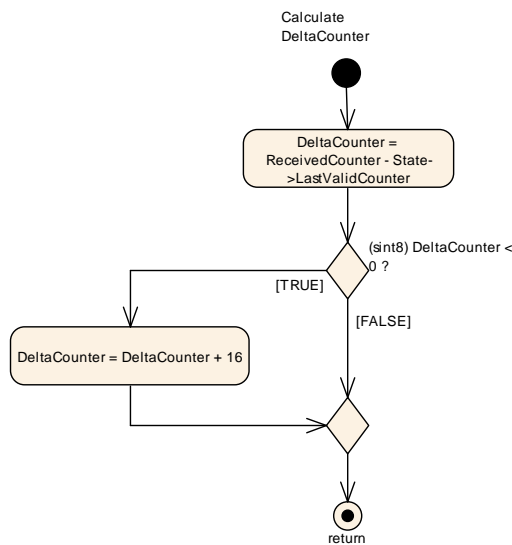 Calculate
DeltaCounter
DeltaCounter =
ReceivedCounter - State-
>LastValidCounter
(sint8) DeltaCounter <
0 ?
[TRUE]
[FALSE]
DeltaCounter = DeltaCounter + 16
return